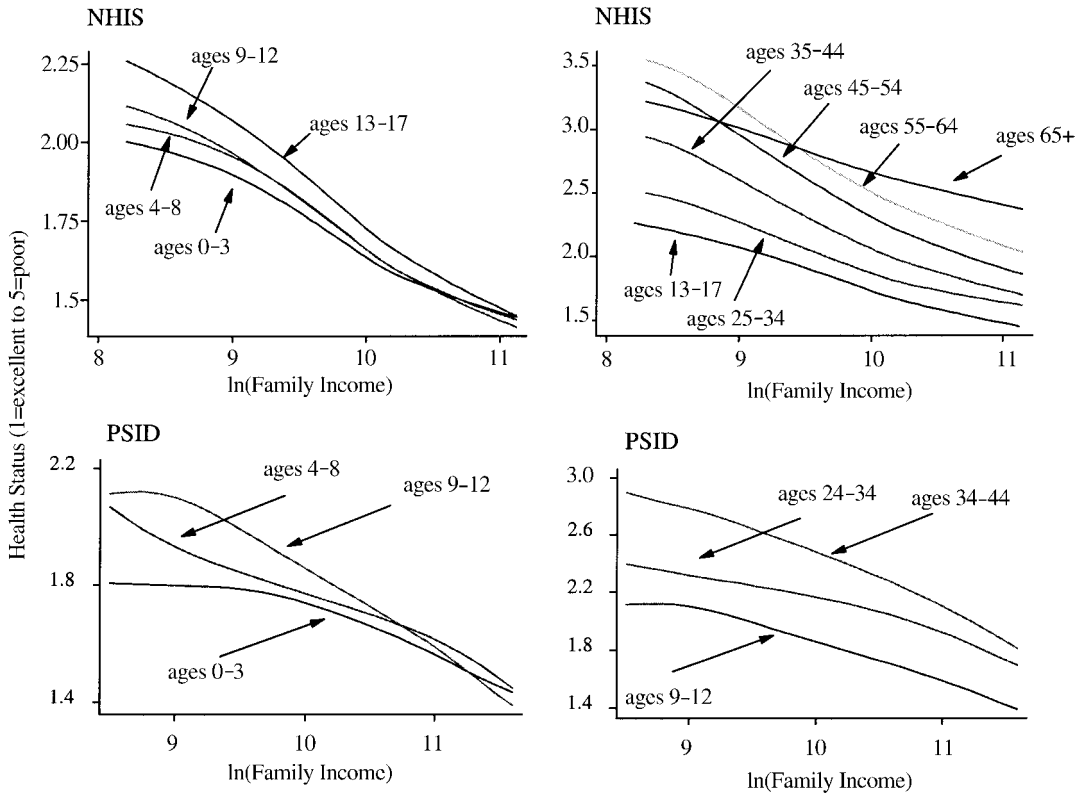 Health Status (1=excellent to 5=poor)
NHIS
2.25
2.00
1.75
1.5
ages 9-12
ages 13-17
ages 4-8
ages 0-3
8 9 10 11
ln(Family Income)
NHIS
3.5
3.0
2.5
2.0
1.5
ages 35-44
ages 45-54
ages 55-64
ages 65+
ages 13-17
ages 25-34
8 9 10 11
ln(Family Income)
PSID
2.2
1.8
1.4
ages 4-8
ages 9-12
ages 0-3
9 10 11
ln(Family Income)
PSID
3.0
2.6
2.2
1.8
1.4
ages 24-34
ages 34-44
ages 9-12
9 10 11
ln(Family Income)